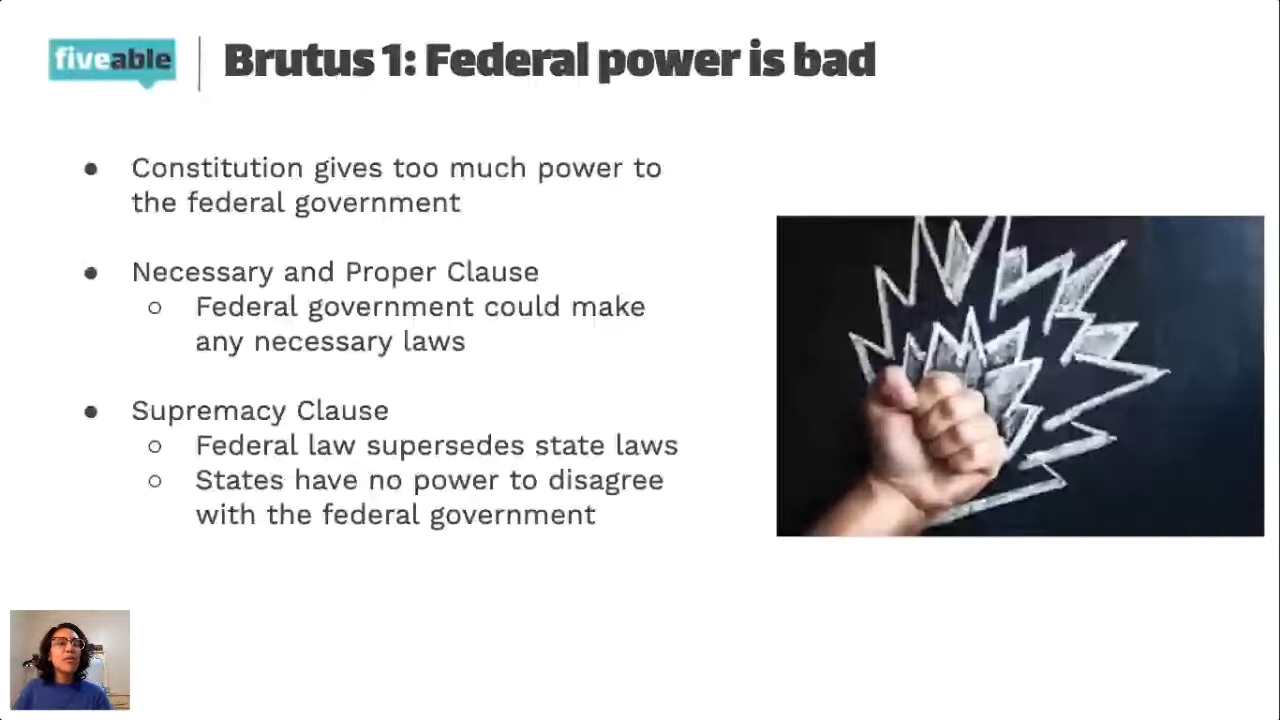 fiveable
Brutus 1: Federal power is bad
● Constitution gives too much power to
the federal government
● Necessary and Proper Clause
○ Federal government could make
any necessary laws
● Supremacy Clause
○ Federal law supersedes state laws
○ States have no power to disagree
with the federal government